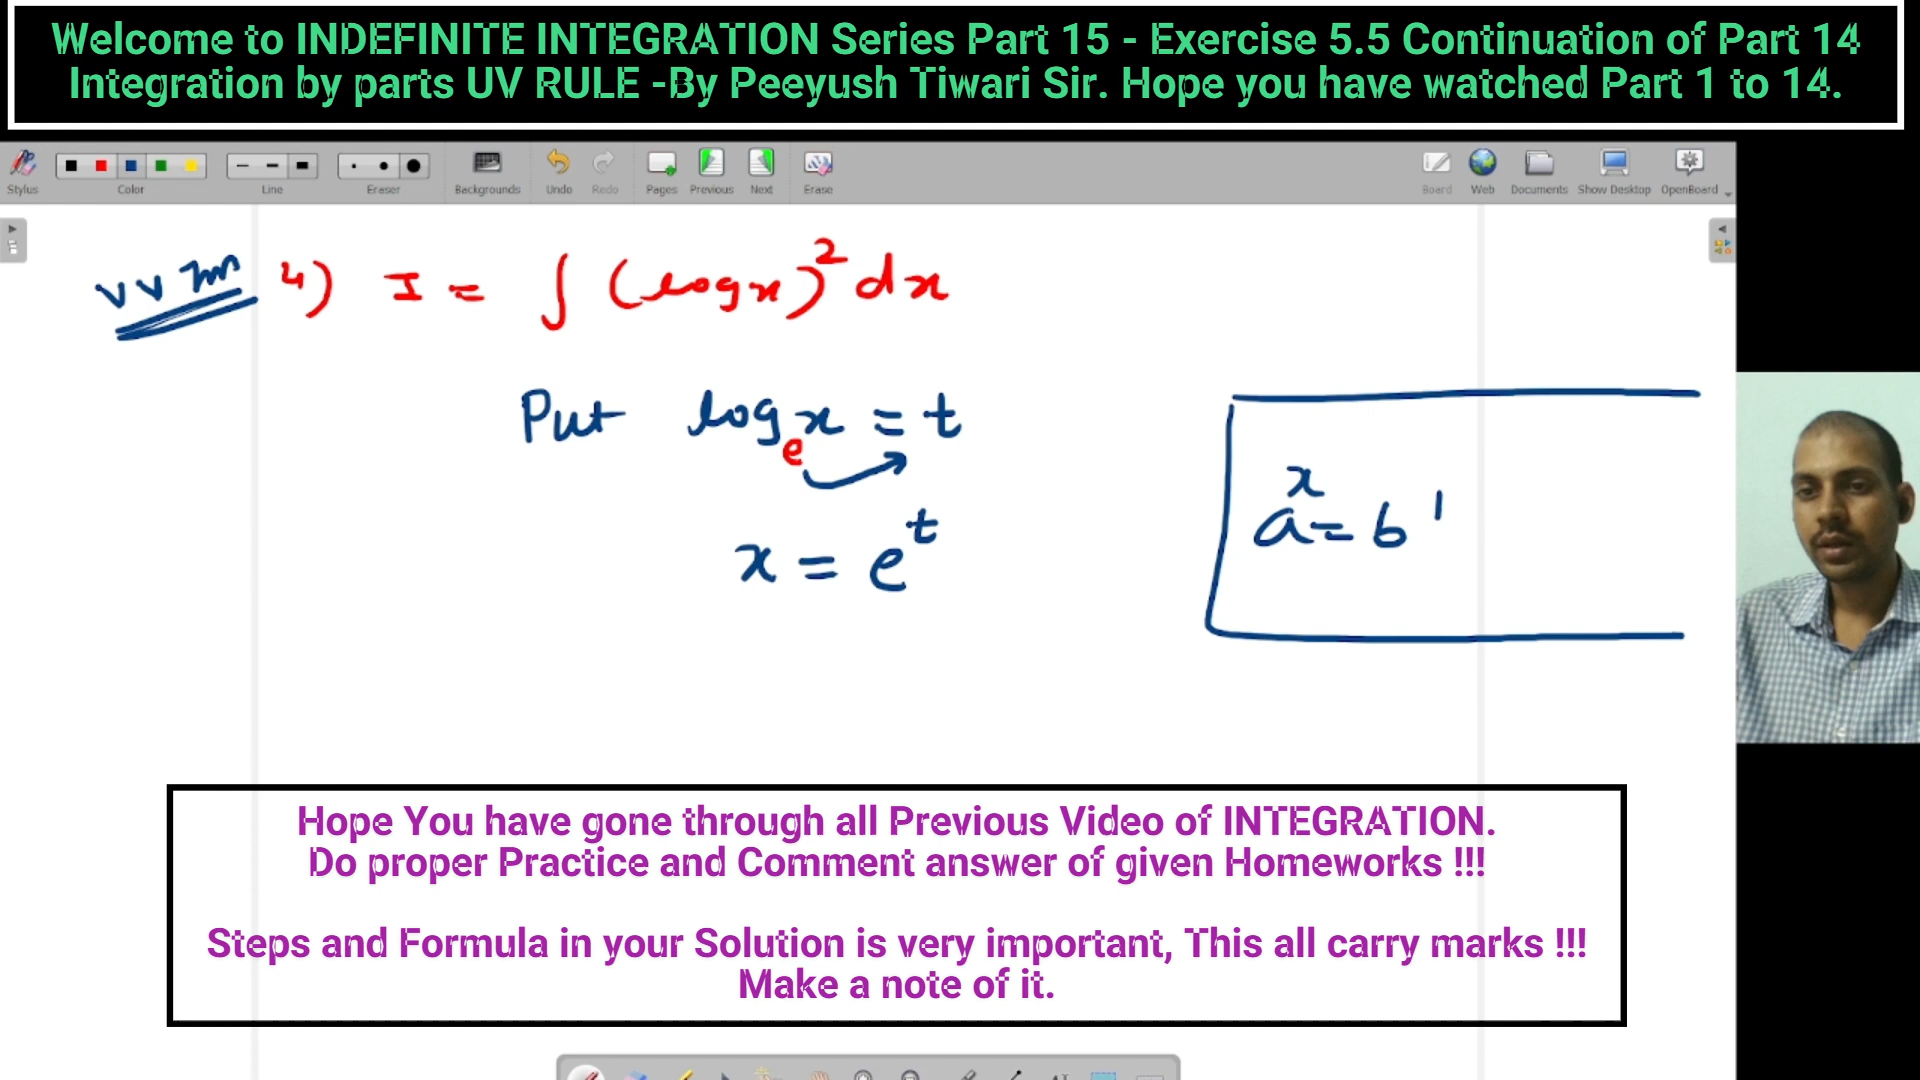 Welcome to INDEFINITE INTEGRATION Series Part 15 - Exercise 5.5 Continuation of Part 14
Integration by parts UV RULE -By Peeyush Tiwari Sir. Hope you have watched Part 1 to 14.
Stylus Color Line Eraser Backgrounds Undo Redo Pages Previous Next Erase Board Web Documents Show Desktop OpenBoard
4) I = ∫ (log x)² dx
Put logₑx = t
x = eᵗ
aˣ = b
Hope You have gone through all Previous Video of INTEGRATION.
Do proper Practice and Comment answer of given Homeworks !!!
Steps and Formula in your Solution is very important, This all carry marks !!!
Make a note of it.